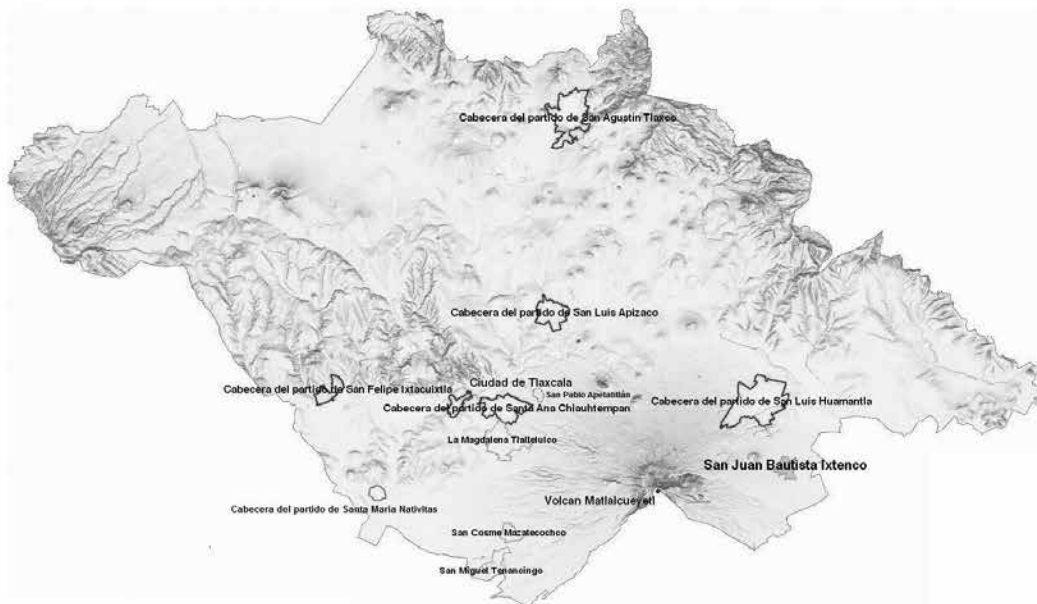 Cabecera del partido de San Agustin Tlaxco
Cabecera del partido de San Luis Apizaco
Ciudad de Tlaxcala
Cabecera del partido de San Felipe Ixtacuixtla
San Pablo Apetatitlán
Cabecera del partido de San Luis Huamantla
Cabecera del partido de Santa Ana Chiauhtempan
La Magdalena Tlalteluico
San Juan Bautista Ixtenco
Volcan Matlalcueyetl
Cabecera del partido de Santa Maria Nativitas
San Cosme Mazatecochco
San Miguel Tenancingo